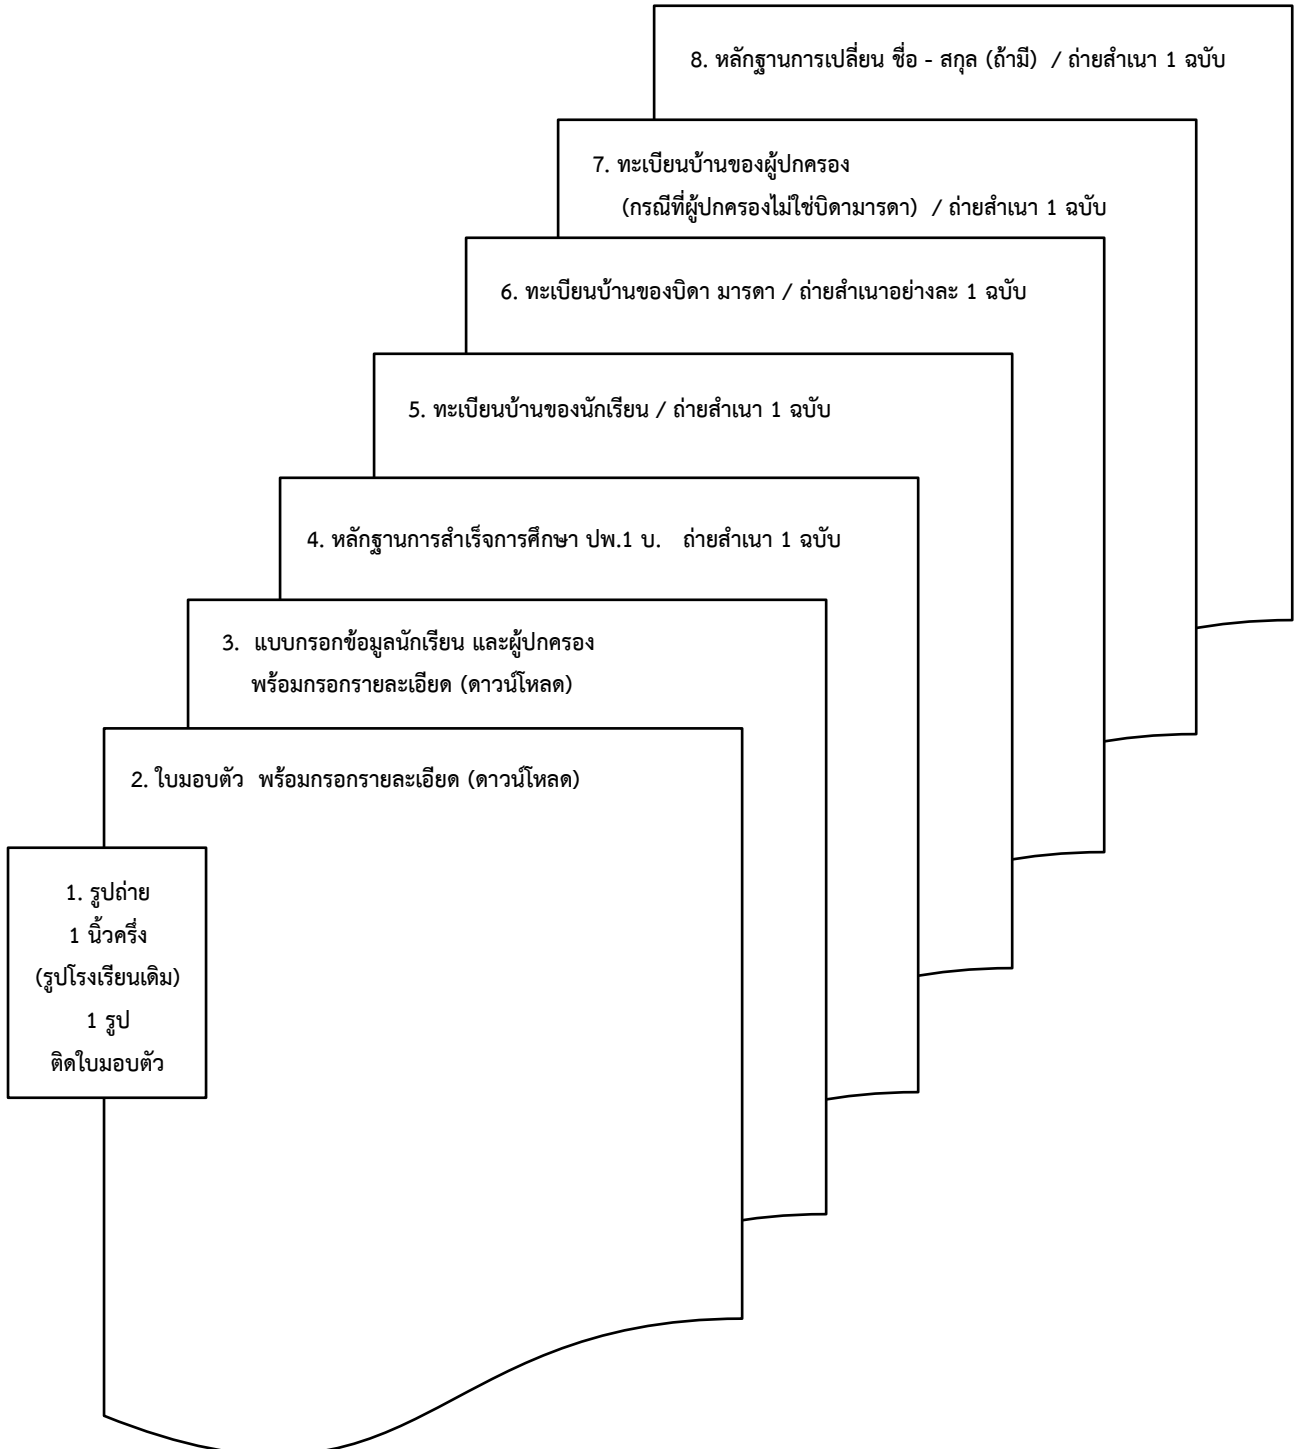 8. หลักฐานการเปลี่ยน ชื่อ - สกุล (ถ้ามี) / ถ่ายสำเนา 1 ฉบับ
7. ทะเบียนบ้านของผู้ปกครอง
(กรณีที่ผู้ปกครองไม่ใช่บิดามารดา) / ถ่ายสำเนา 1 ฉบับ
6. ทะเบียนบ้านของบิดา มารดา / ถ่ายสำเนาอย่างละ 1 ฉบับ
5. ทะเบียนบ้านของนักเรียน / ถ่ายสำเนา 1 ฉบับ
4. หลักฐานการสำเร็จการศึกษา ปพ.1 บ. ถ่ายสำเนา 1 ฉบับ
3. แบบกรอกข้อมูลนักเรียน และผู้ปกครอง
พร้อมกรอกรายละเอียด (ดาวน์โหลด)
2. ใบมอบตัว พร้อมกรอกรายละเอียด (ดาวน์โหลด)
1. รูปถ่าย
1 นิ้วครึ่ง
(รูปโรงเรียนเดิม)
1 รูป
ติดใบมอบตัว